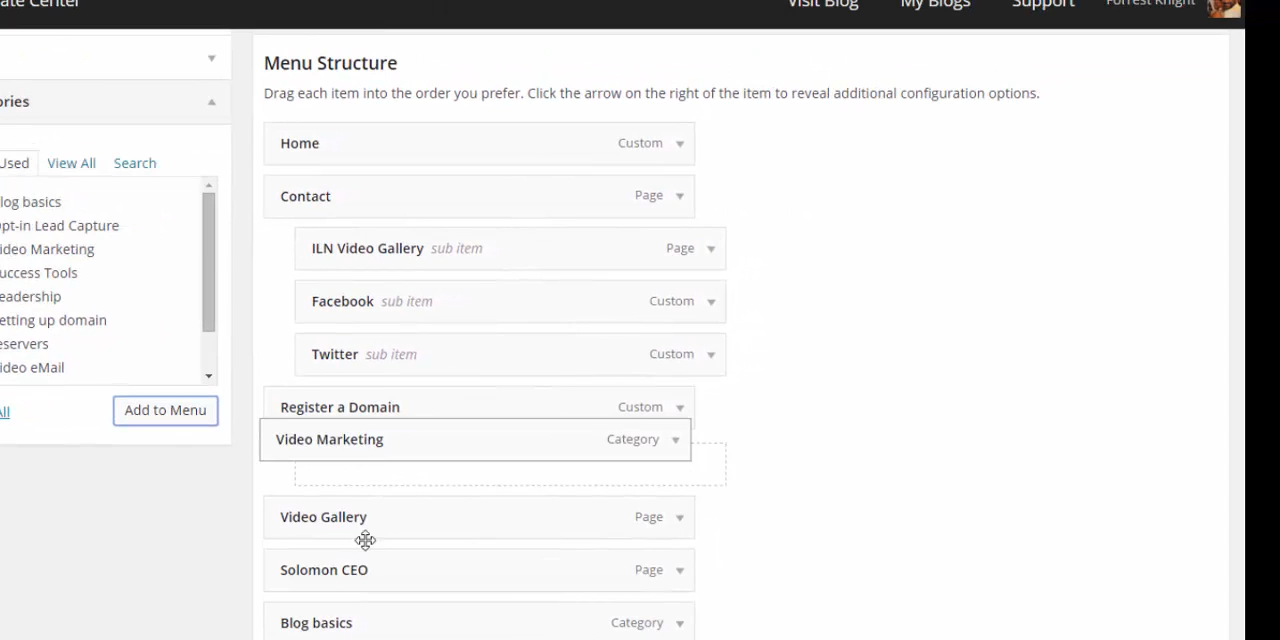 ate Center
Visit Blog My Blogs Support Forrest Knight
Menu Structure
Drag each item into the order you prefer. Click the arrow on the right of the item to reveal additional configuration options.
ories
Used View All Search
log basics
pt-in Lead Capture
ideo Marketing
uccess Tools
eadership
etting up domain
eservers
ideo eMail
All Add to Menu
Home Custom
Contact Page
ILN Video Gallery sub item Page
Facebook sub item Custom
Twitter sub item Custom
Register a Domain Custom
Video Marketing Category
Video Gallery Page
Solomon CEO Page
Blog basics Category